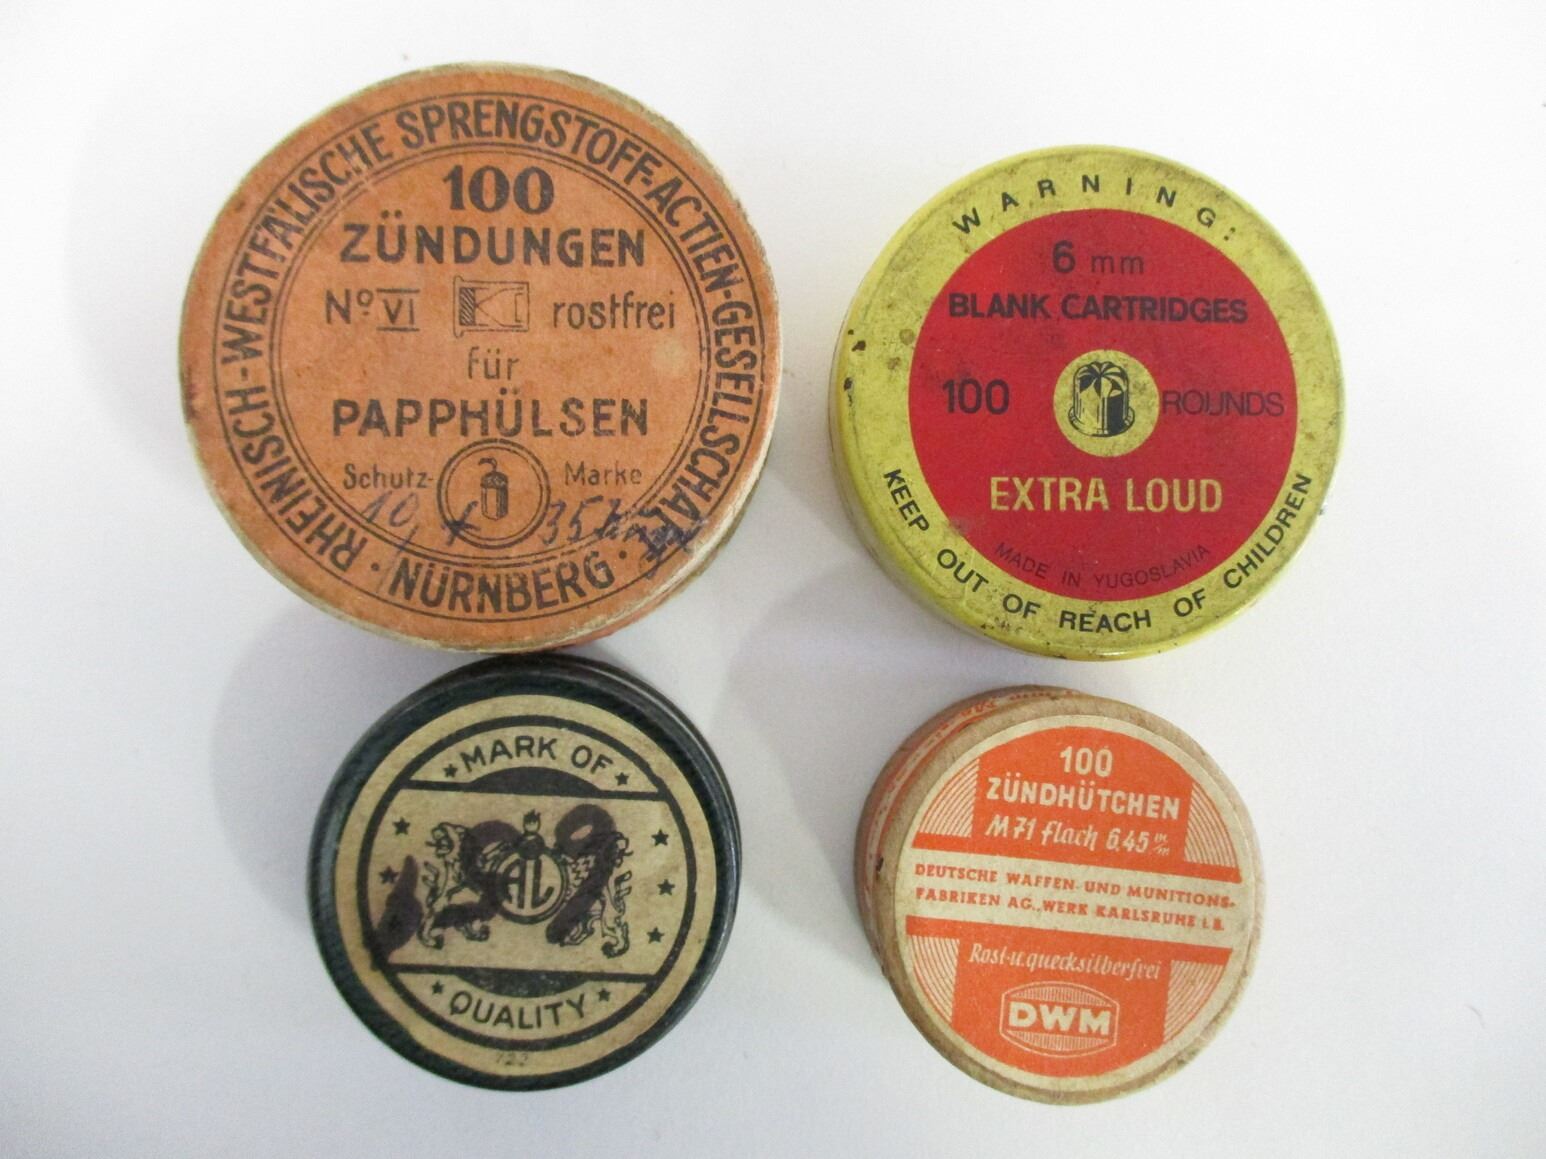 RHEINISCH-WESTFÄLISCHE SPRENGSTOFF-ACTIEN-GESELLSCHAFT
100
ZÜNDUNGEN
Nº VI rostfrei
für
PAPPHÜLSEN
Schutz- Marke
· NÜRNBERG ·
WARNING:
6 mm
BLANK CARTRIDGES
100 ROUNDS
EXTRA LOUD
MADE IN YUGOSLAVIA
KEEP OUT OF REACH OF CHILDREN
★ MARK OF ★
AL
★ QUALITY ★
100
ZÜNDHÜTCHEN
M 71 flach 6,45 m/m
DEUTSCHE WAFFEN- UND MUNITIONS-
FABRIKEN AG., WERK KARLSRUHE i. B.
Rost-u. quecksilberfrei
DWM